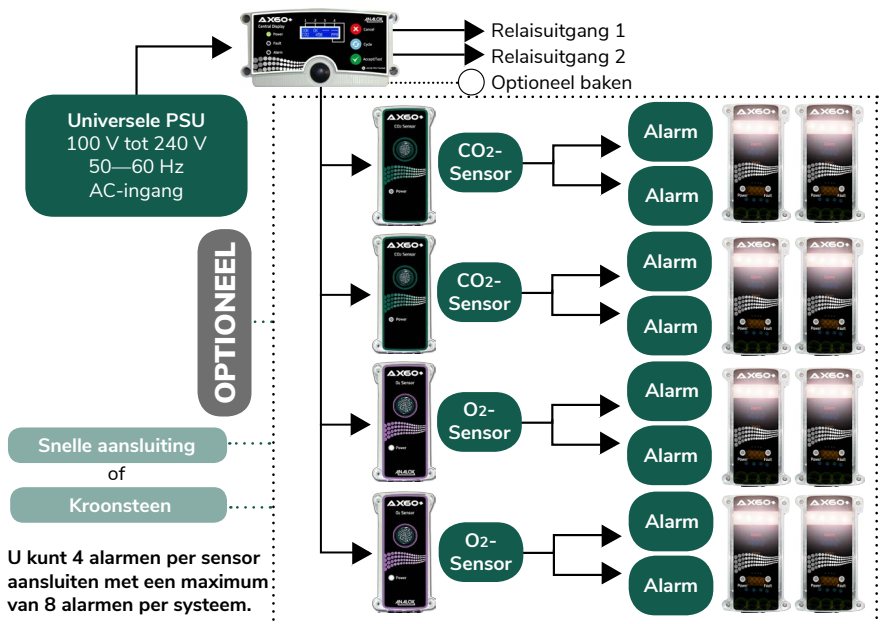 AX60+
Central Display
ANALOX
Power
Fault
Alarm
1 2 3 4
Cancel
Cycle
Accept/Test
Relaisuitgang 1
Relaisuitgang 2
Optioneel baken
Universele PSU
100 V tot 240 V
50—60 Hz
AC-ingang
OPTIONEEL
Snelle aansluiting
of
Kroonsteen
U kunt 4 alarmen per sensor
aansluiten met een maximum
van 8 alarmen per systeem.
AX60+
CO2 Sensor
Power
CO2-
Sensor
Alarm
Alarm
AX60+
Power Fault
AX60+
Power Fault
AX60+
CO2 Sensor
Power
CO2-
Sensor
Alarm
Alarm
AX60+
Power Fault
AX60+
Power Fault
AX60+
O2 Sensor
Power
ANALOX
O2-
Sensor
Alarm
Alarm
AX60+
Power Fault
AX60+
Power Fault
AX60+
O2 Sensor
Power
ANALOX
O2-
Sensor
Alarm
Alarm
AX60+
Power Fault
AX60+
Power Fault